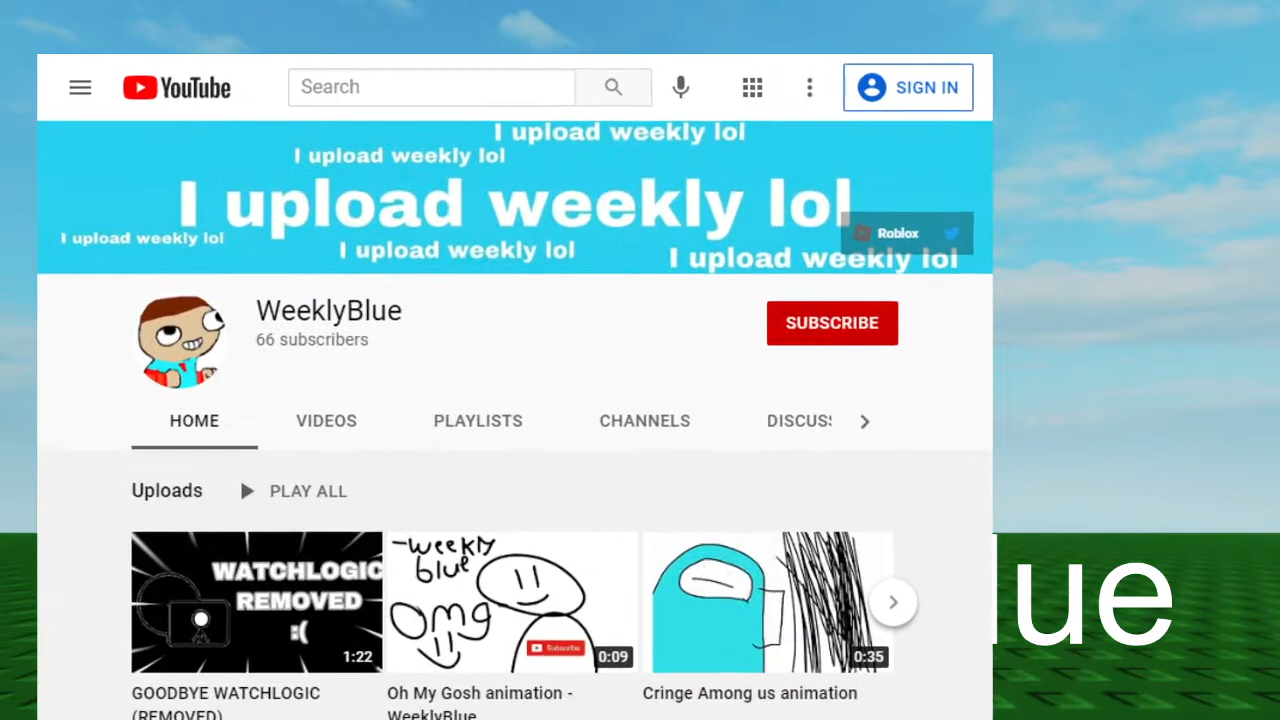 YouTube
Search
SIGN IN
I upload weekly lol
I upload weekly lol
I upload weekly lol
I upload weekly lol
I upload weekly lol
I upload weekly lol
Roblox
WeeklyBlue
66 subscribers
SUBSCRIBE
HOME VIDEOS PLAYLISTS CHANNELS DISCUS
Uploads PLAY ALL
WATCHLOGIC
REMOVED
:(
1:22
-weekly
blue
omg
Subscribe
0:09
0:35
lue
GOODBYE WATCHLOGIC
(REMOVED)
Oh My Gosh animation -
WeeklyBlue
Cringe Among us animation